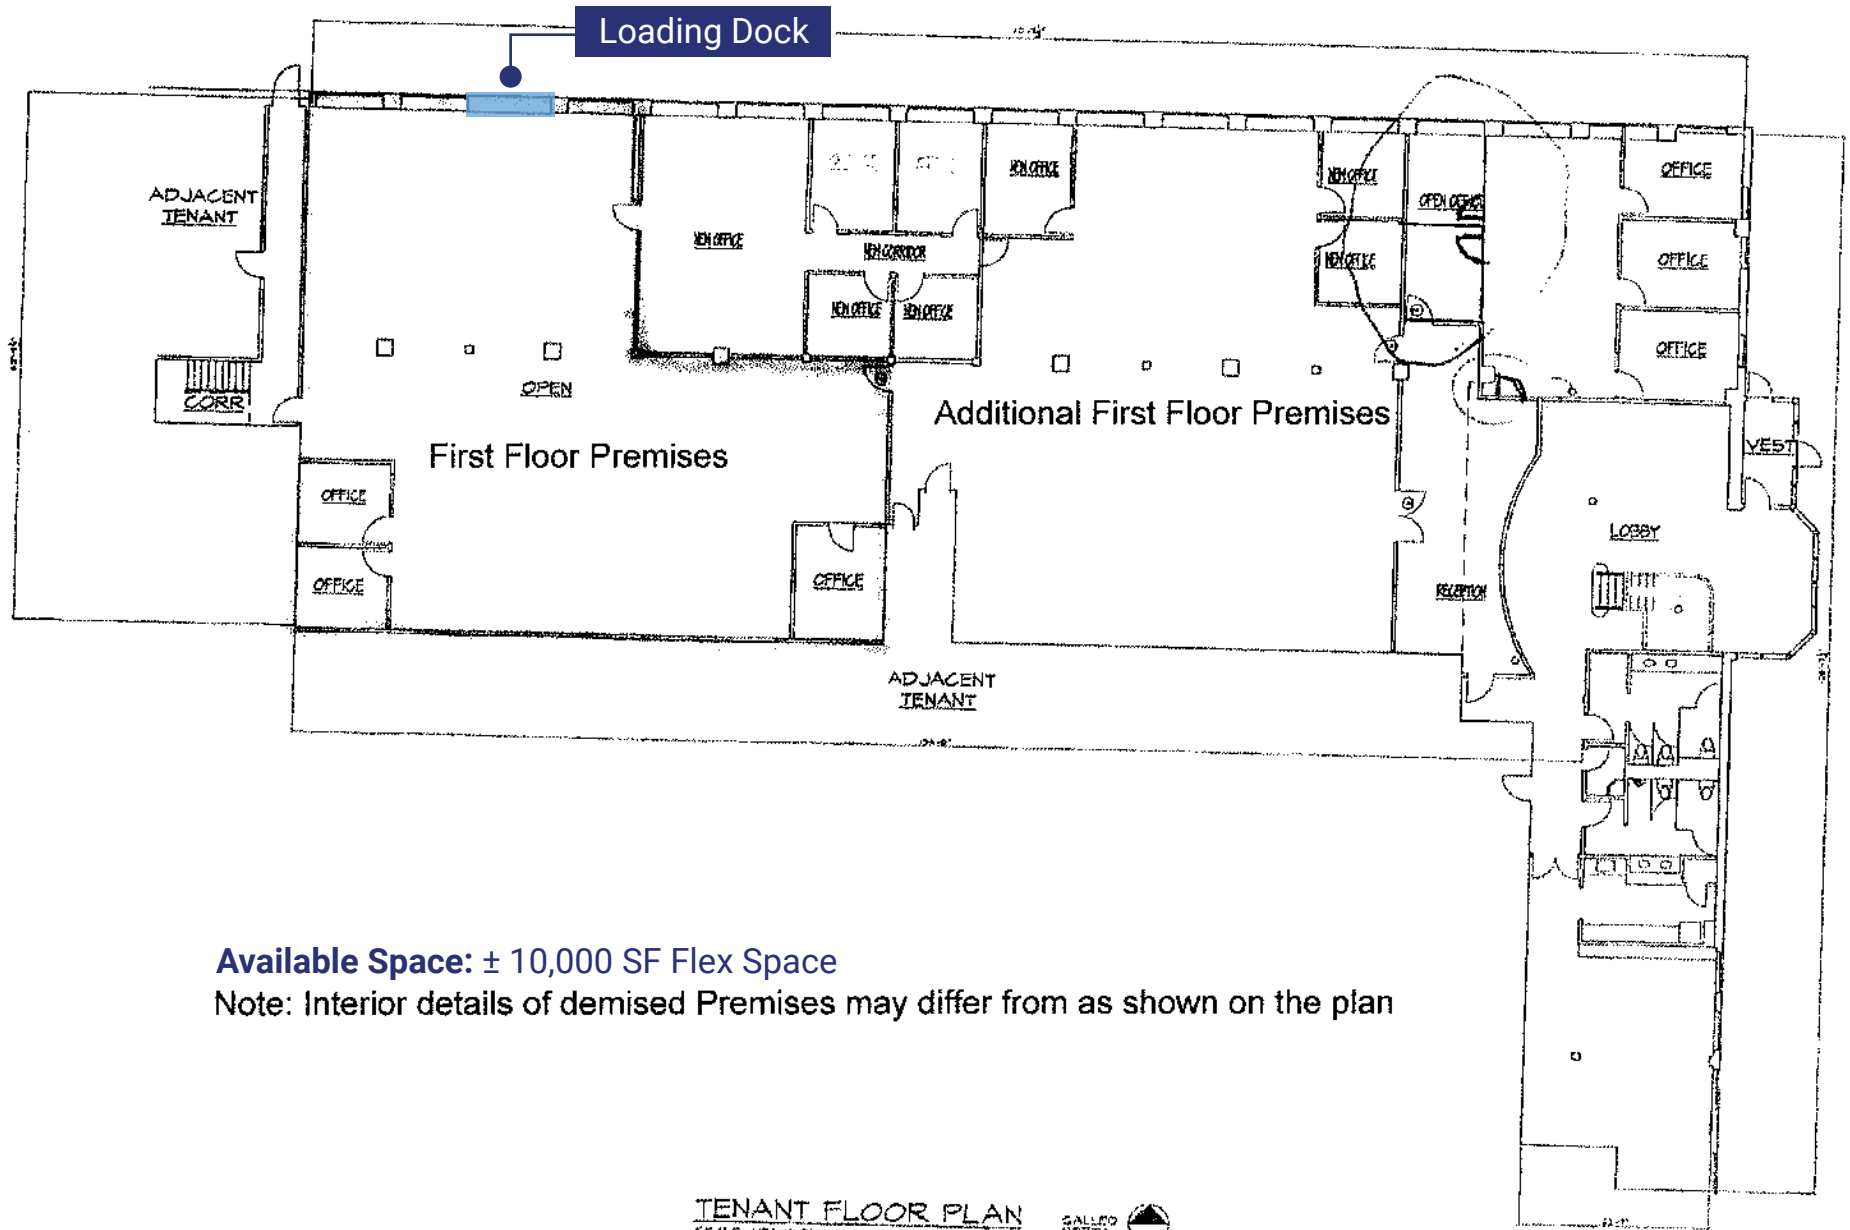 Loading Dock
ADJACENT
TENANT
NEW OFFICE
NEW OFFICE
OPEN OFFICE
OFFICE
NEW OFFICE
NEW CORRIDOR
NEW OFFICE
OFFICE
NEW OFFICE
NEW OFFICE
OFFICE
OPEN
CORR
Additional First Floor Premises
First Floor Premises
VEST
OFFICE
LOBBY
OFFICE
OFFICE
RECEPTION
ADJACENT
TENANT
Available Space: ± 10,000 SF Flex Space
Note: Interior details of demised Premises may differ from as shown on the plan
TENANT FLOOR PLAN